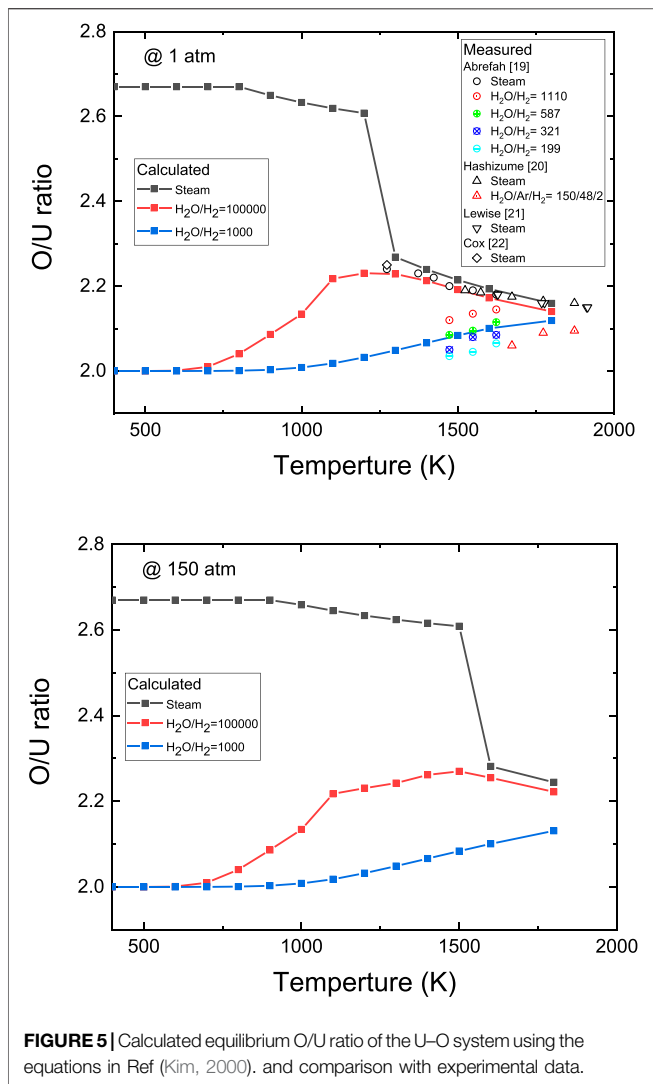 @ 1 atm
O/U ratio
2.8
2.6
2.4
2.2
2.0
Measured
Abrefah [19]
Steam
H2O/H2= 1110
H2O/H2= 587
H2O/H2= 321
H2O/H2= 199
Hashizume [20]
Steam
H2O/Ar/H2= 150/48/2
Lewise [21]
Steam
Cox [22]
Steam
Calculated
Steam
H2O/H2=100000
H2O/H2=1000
500
1000
1500
2000
Temperture (K)
@ 150 atm
O/U ratio
2.8
2.6
2.4
2.2
2.0
Calculated
Steam
H2O/H2=100000
H2O/H2=1000
500
1000
1500
2000
Temperture (K)
FIGURE 5 | Calculated equilibrium O/U ratio of the U–O system using the
equations in Ref (Kim, 2000). and comparison with experimental data.